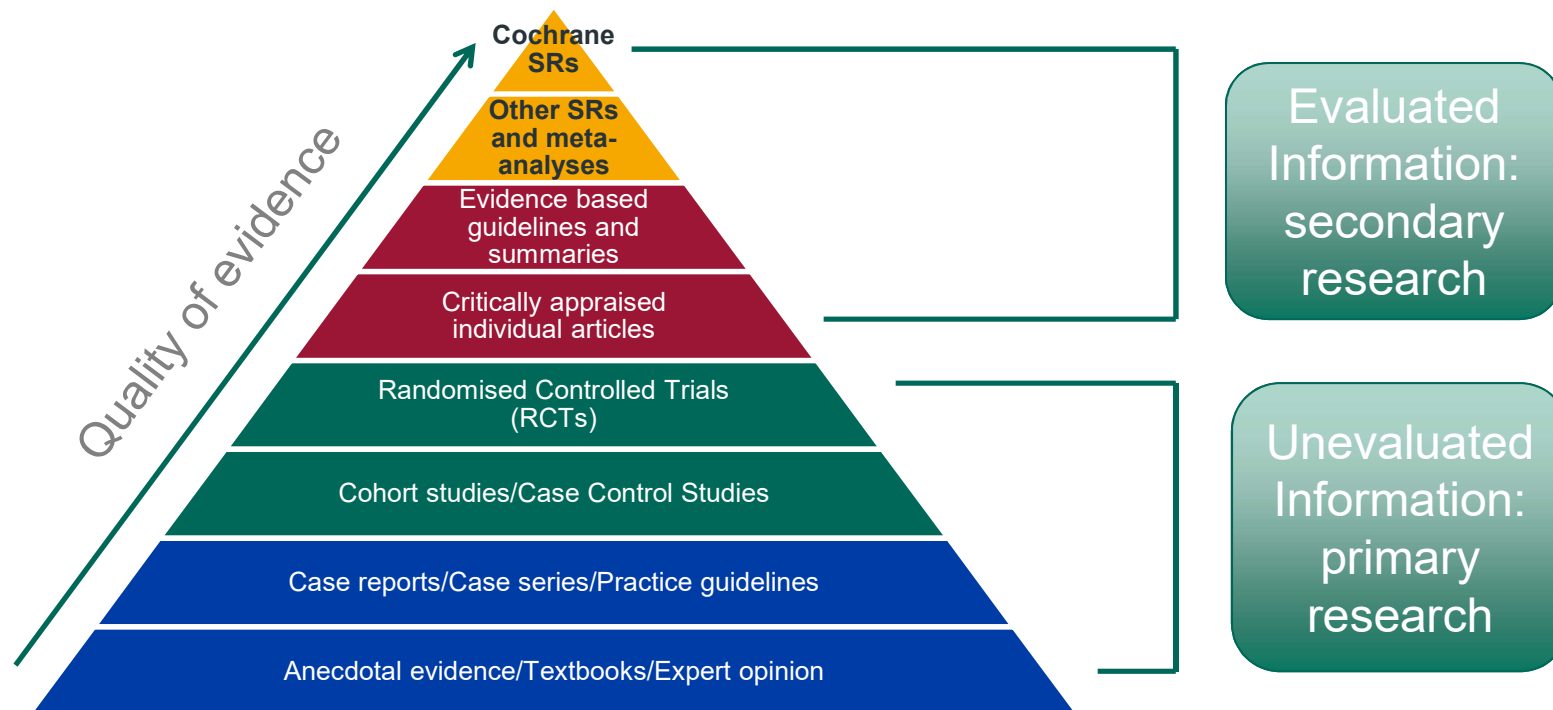 Quality of evidence
Cochrane
SRs
Other SRs
and meta-
analyses
Evidence based
guidelines and
summaries
Critically appraised
individual articles
Randomised Controlled Trials
(RCTs)
Cohort studies/Case Control Studies
Case reports/Case series/Practice guidelines
Anecdotal evidence/Textbooks/Expert opinion
Evaluated
Information:
secondary
research
Unevaluated
Information:
primary
research